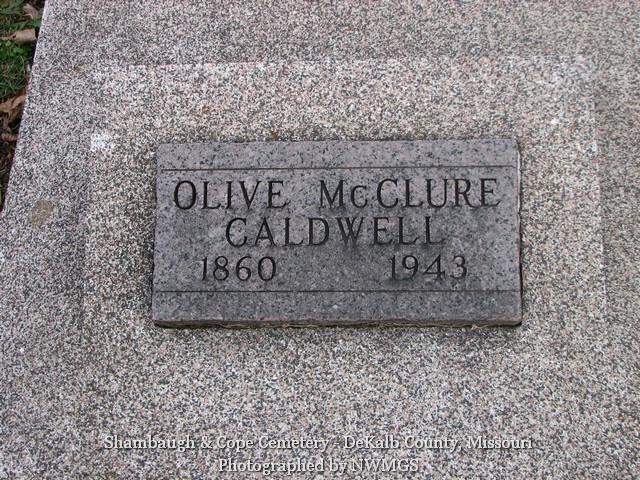 OLIVE McCLURE
CALDWELL
1860 1943
Shambaugh & Cope Cemetery - DeKalb County, Missouri
Photographed by NWMGS